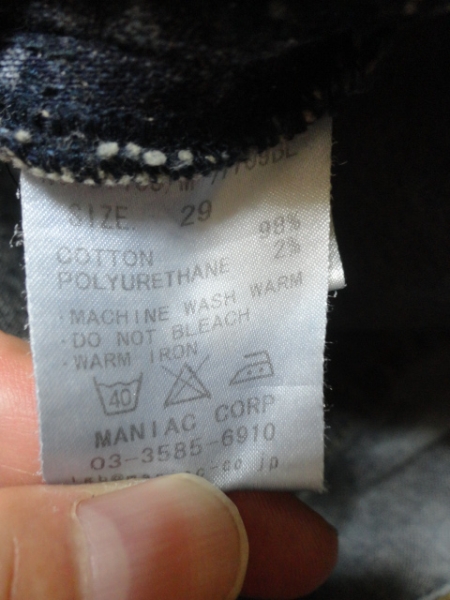 SIZE. 29
COTTON 98%
POLYURETHANE 2%
·MACHINE WASH WARM
·DO NOT BLEACH
·WARM IRON
40
MANIAC CORP
03-3585-6910